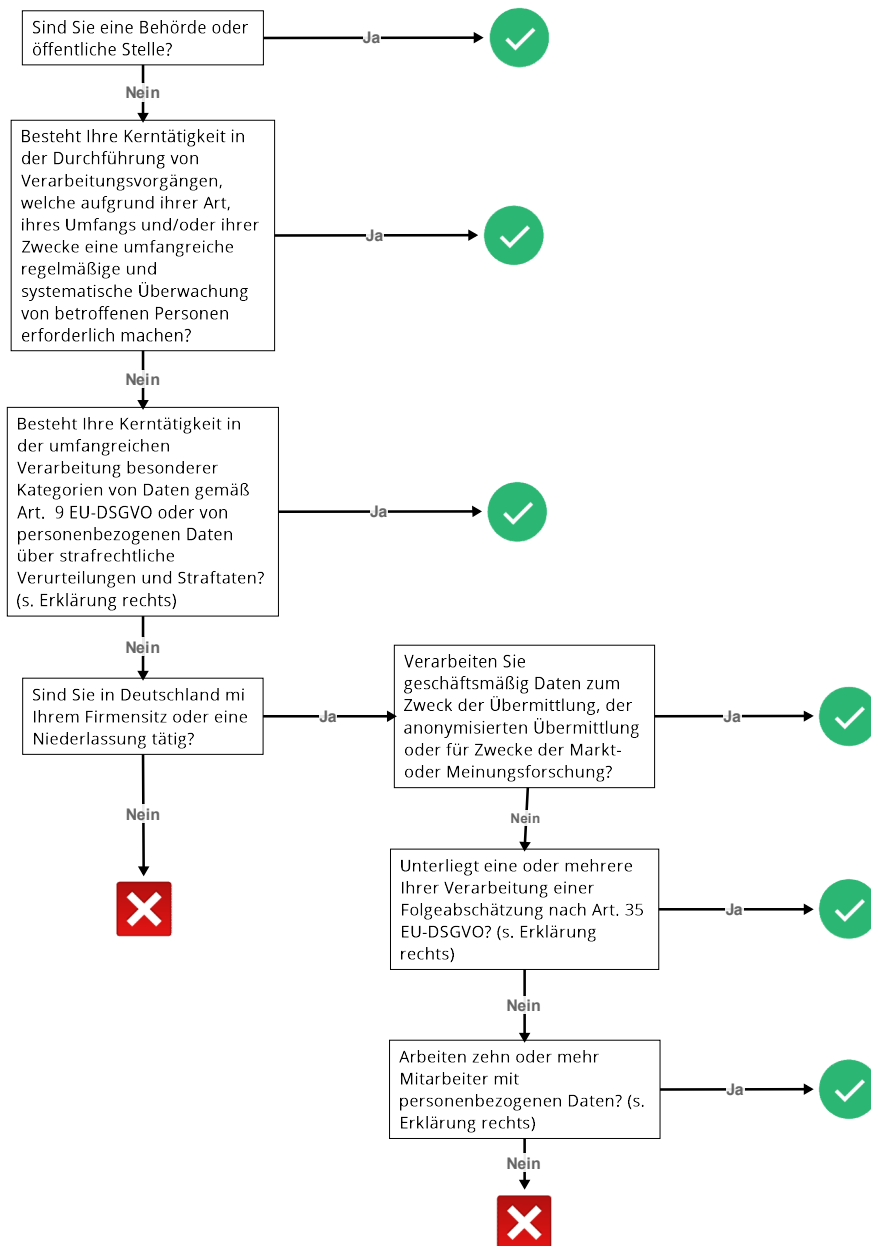 Sind Sie eine Behörde oder
öffentliche Stelle?
Ja
Nein
Besteht Ihre Kerntätigkeit in
der Durchführung von
Verarbeitungsvorgängen,
welche aufgrund ihrer Art,
ihres Umfangs und/oder ihrer
Zwecke eine umfangreiche
regelmäßige und
systematische Überwachung
von betroffenen Personen
erforderlich machen?
Ja
Nein
Besteht Ihre Kerntätigkeit in
der umfangreichen
Verarbeitung besonderer
Kategorien von Daten gemäß
Art. 9 EU-DSGVO oder von
personenbezogenen Daten
über strafrechtliche
Verurteilungen und Straftaten?
(s. Erklärung rechts)
Ja
Nein
Sind Sie in Deutschland mi
Ihrem Firmensitz oder eine
Niederlassung tätig?
Ja
Nein
Verarbeiten Sie
geschäftsmäßig Daten zum
Zweck der Übermittlung, der
anonymisierten Übermittlung
oder für Zwecke der Markt-
oder Meinungsforschung?
Ja
Nein
Unterliegt eine oder mehrere
Ihrer Verarbeitung einer
Folgeabschätzung nach Art. 35
EU-DSGVO? (s. Erklärung
rechts)
Ja
Nein
Arbeiten zehn oder mehr
Mitarbeiter mit
personenbezogenen Daten? (s.
Erklärung rechts)
Ja
Nein